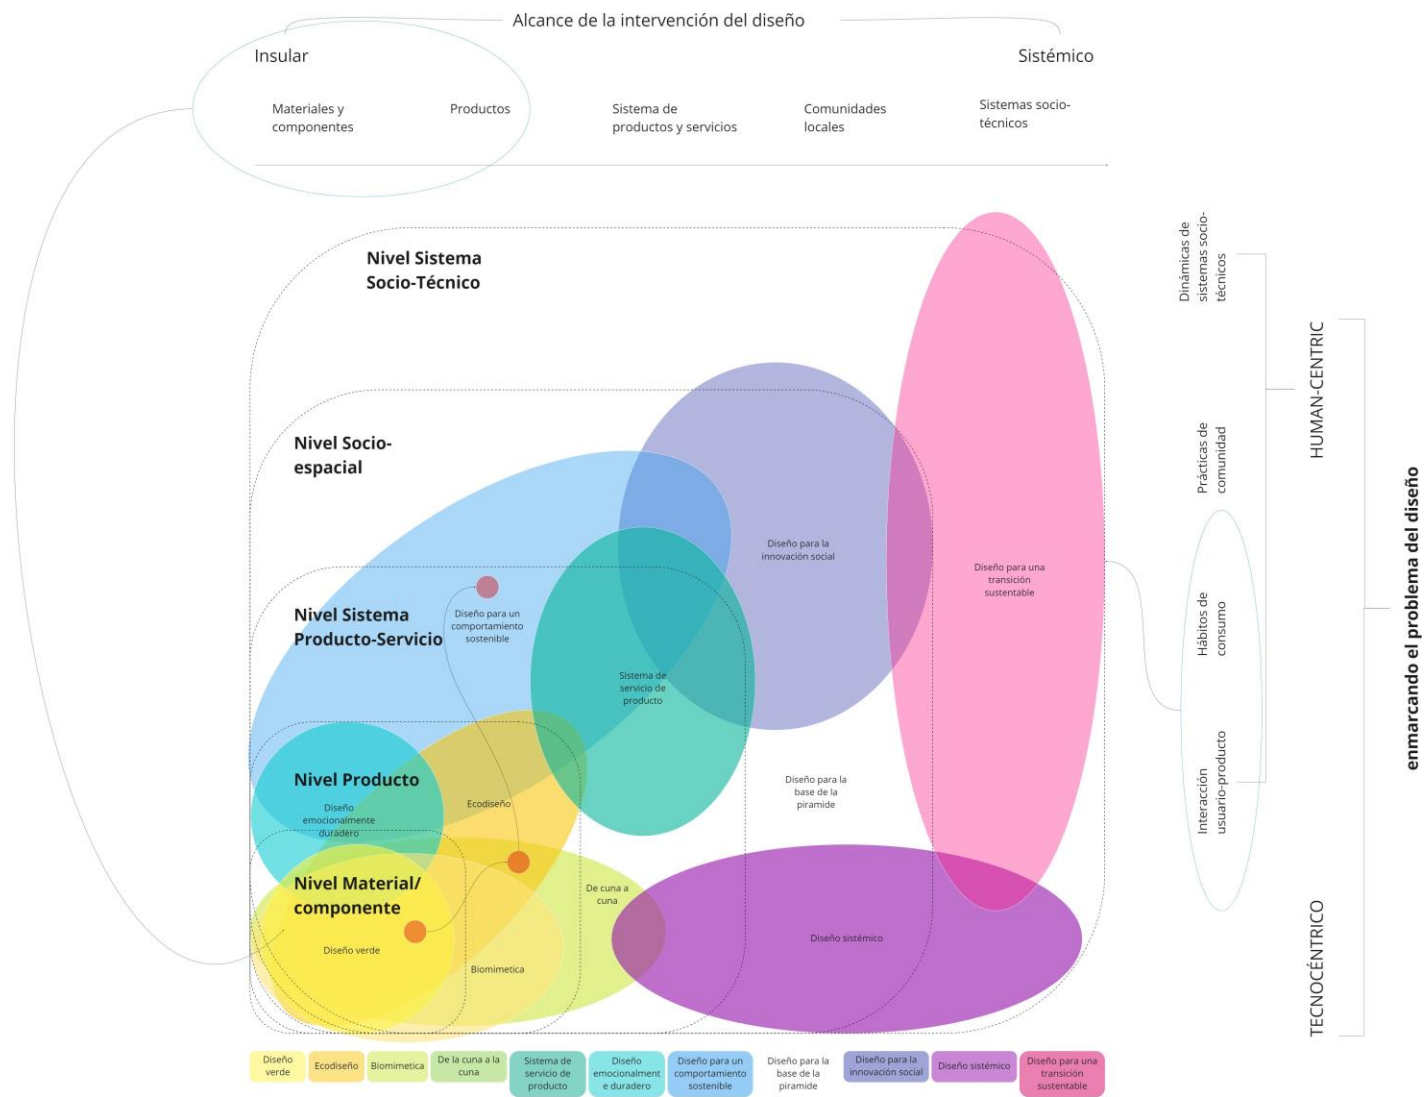 Alcance de la intervención del diseño
Insular
Sistémico
Materiales y
componentes
Productos
Sistema de
productos y servicios
Comunidades
locales
Sistemas socio-
técnicos
Nivel Sistema
Socio-Técnico
Nivel Socio-
espacial
Nivel Sistema
Producto-Servicio
Nivel Producto
Nivel Material/
componente
Diseño para la
innovación social
Diseño para una
transición
sustentable
Diseño para un
comportamiento
sostenible
Sistema de
servicio de
producto
Diseño para la
base de la
piramide
Ecodiseño
Diseño
emocionalmente
duradero
De cuna a
cuna
Diseño verde
Biomimetica
Diseño sistémico
Dinámicas de
sistemas socio-
técnicos
Prácticas de
comunidad
Hábitos de
consumo
Interacción
usuario-producto
HUMAN-CENTRIC
TECNOCÉNTRICO
enmarcando el problema del diseño
Diseño
verde
Ecodiseño
Biomimetica
De la cuna a la
cuna
Sistema de
servicio de
producto
Diseño
emocionalment
e duradero
Diseño para un
comportamiento
sostenible
Diseño para la
base de la
piramide
Diseño para la
innovación social
Diseño sistémico
Diseño para una
transición
sustentable